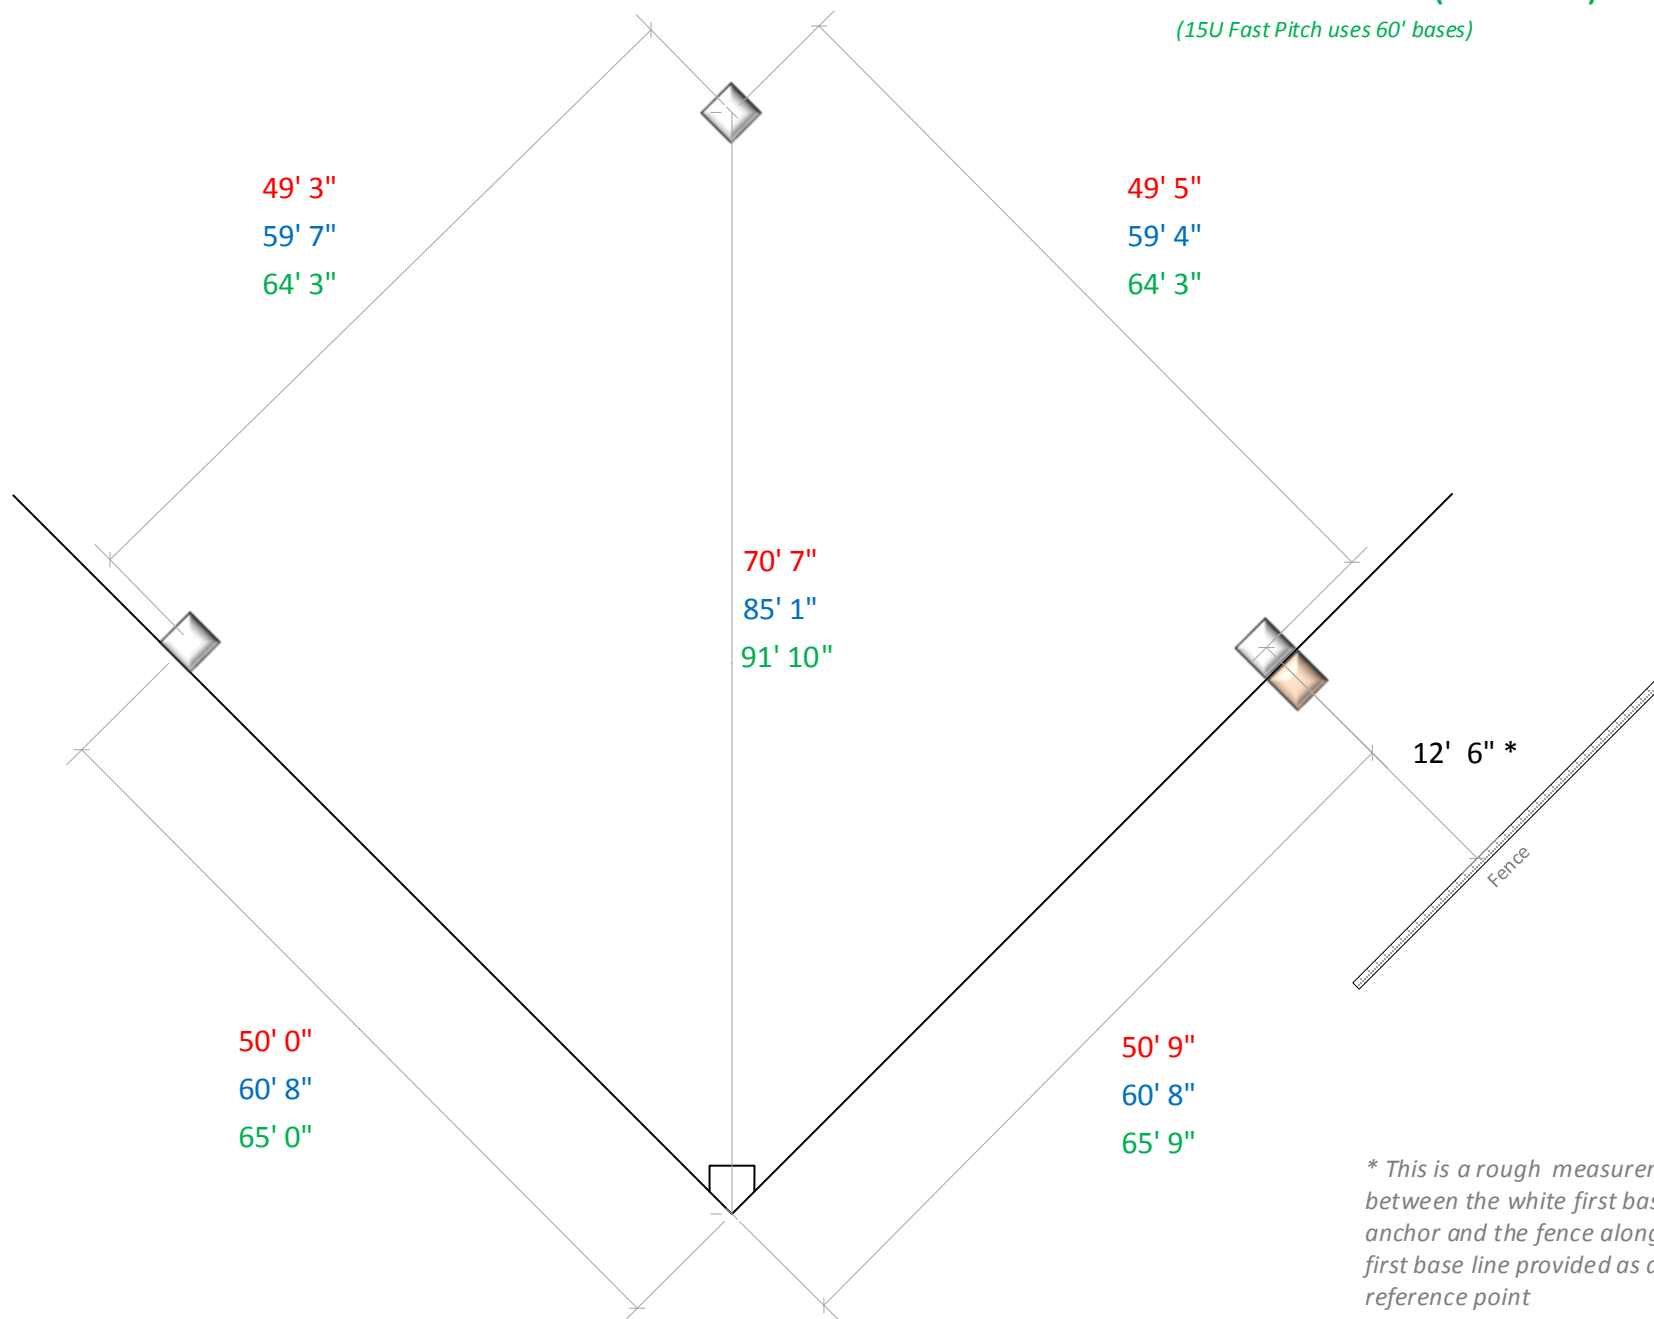 (15U Fast Pitch uses 60' bases)
49' 3"
59' 7"
64' 3"
49' 5"
59' 4"
64' 3"
70' 7"
85' 1"
91' 10"
12' 6" *
Fence
50' 0"
60' 8"
65' 0"
50' 9"
60' 8"
65' 9"
* This is a rough
between the white first
anchor and the fence
first base line provided as
reference point